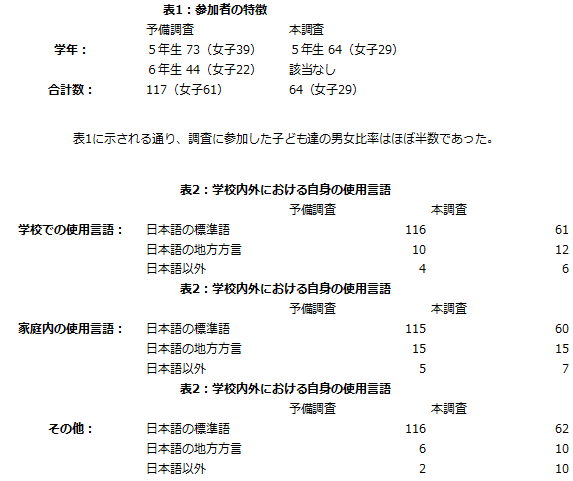 表1：参加者の特徴
予備調査 本調査
学年： ５年生 73（女子39） ５年生 64（女子29）
６年生 44（女子22） 該当なし
合計数： 117（女子61） 64（女子29）
表1に示される通り、調査に参加した子ども達の男女比率はほぼ半数であった。
表2：学校内外における自身の使用言語
予備調査 本調査
学校での使用言語： 日本語の標準語 116 61
日本語の地方方言 10 12
日本語以外 4 6
表2：学校内外における自身の使用言語
予備調査 本調査
家庭内の使用言語： 日本語の標準語 115 60
日本語の地方方言 15 15
日本語以外 5 7
表2：学校内外における自身の使用言語
予備調査 本調査
その他： 日本語の標準語 116 62
日本語の地方方言 6 10
日本語以外 2 10